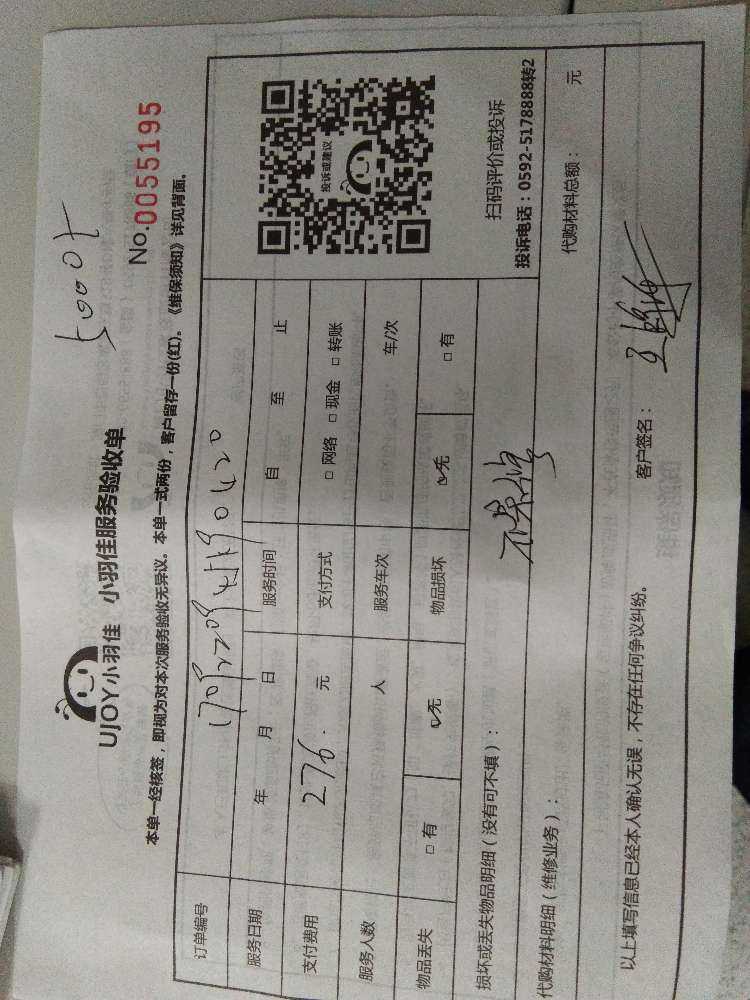 5000t
UJOY小羽佳 小羽佳服务验收单
No.0055195
本单一经核签，即视为对本次服务验收无异议。本单一式两份，客户留存一份(红)。《维保须知》详见背面。
订单编号
服务日期 年 月 日 服务时间 自 至 止
支付费用 276. 元 支付方式 □ 网络 □ 现金 □ 转账
服务人数 人 服务车次 车/次
物品丢失 □ 有 ☑无 物品损坏 ☑无 □ 有
投诉或建议
扫码评价或投诉
投诉电话：0592-5178888转2
损坏或丢失物品明细（没有可不填）：
代购材料明细（维修业务）： 代购材料总额： 元
以上填写信息已经本人确认无误，不存在任何争议纠纷。 客户签名：